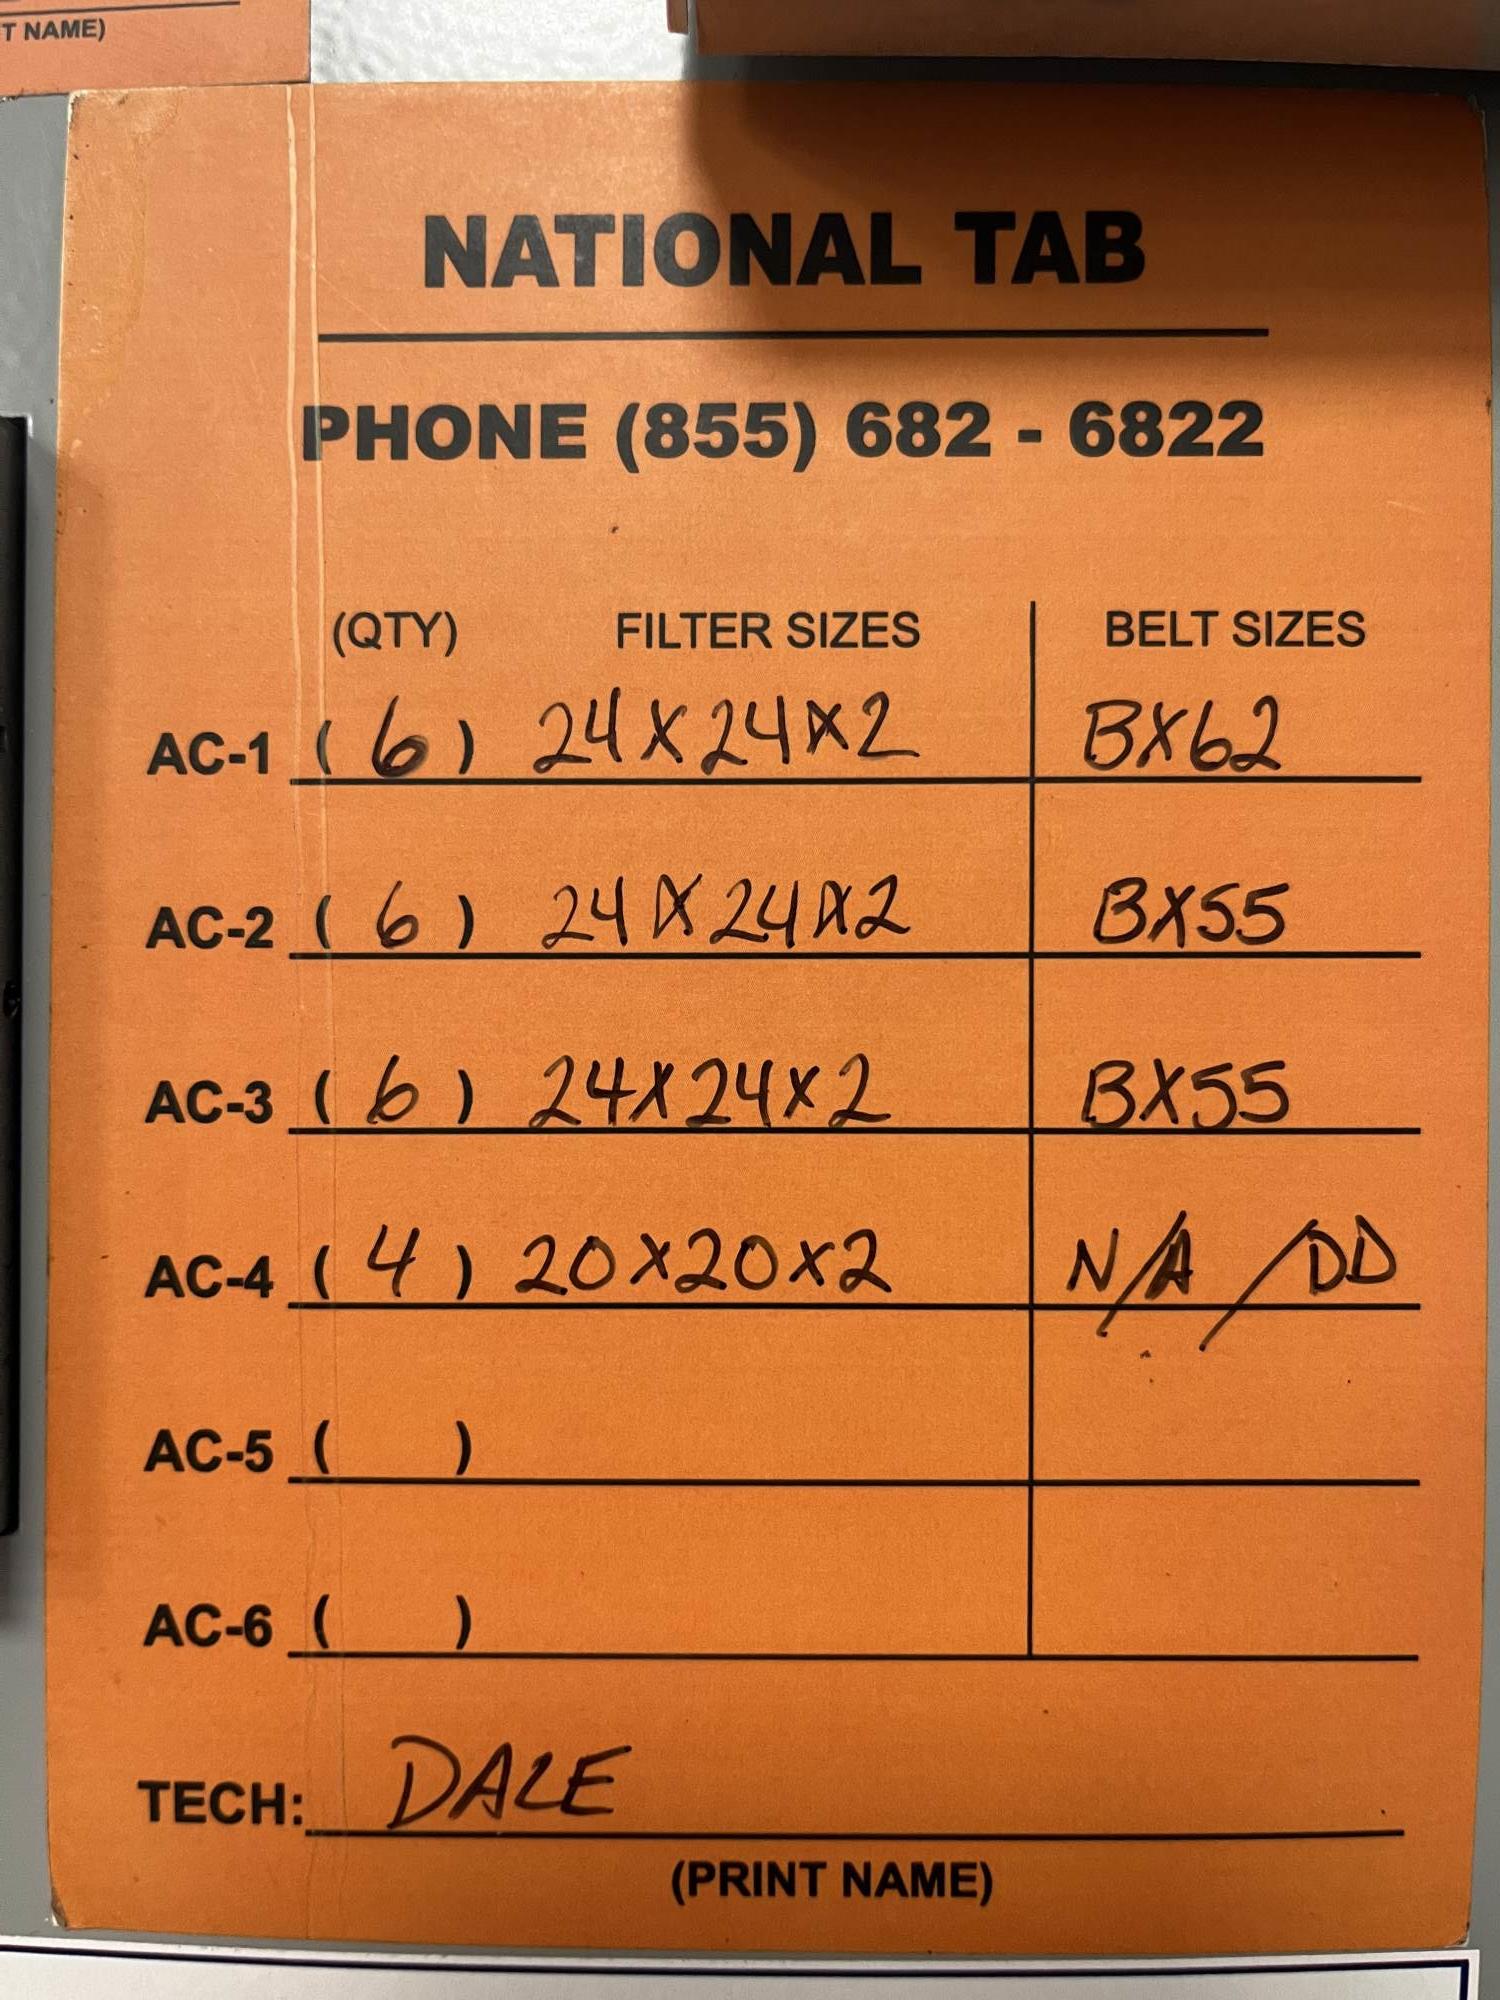 T NAME)
NATIONAL TAB
PHONE (855) 682 - 6822
(QTY) FILTER SIZES BELT SIZES
AC-1 ( 6 ) 24X24X2 BX62
AC-2 ( 6 ) 24X24X2 BX55
AC-3 ( 6 ) 24X24X2 BX55
AC-4 ( 4 ) 20X20X2 N/A /DD
AC-5 ( )
AC-6 ( )
TECH: DALE
(PRINT NAME)